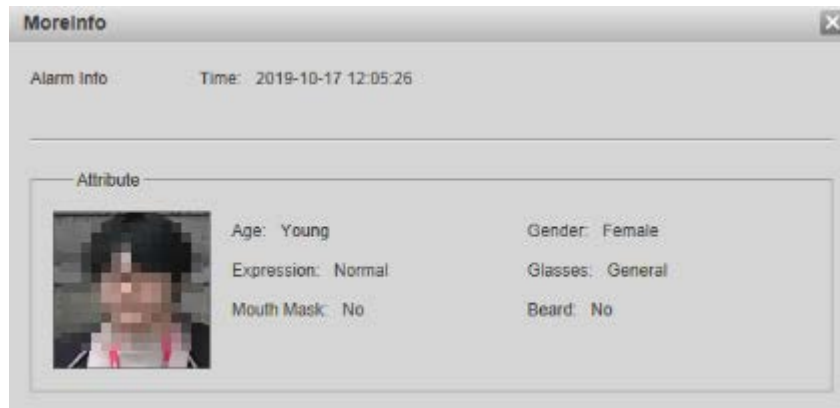 MoreInfo
Alarm Info Time: 2019-10-17 12:05:26
Attribute
Age: Young Gender: Female
Expression: Normal Glasses: General
Mouth Mask: No Beard: No